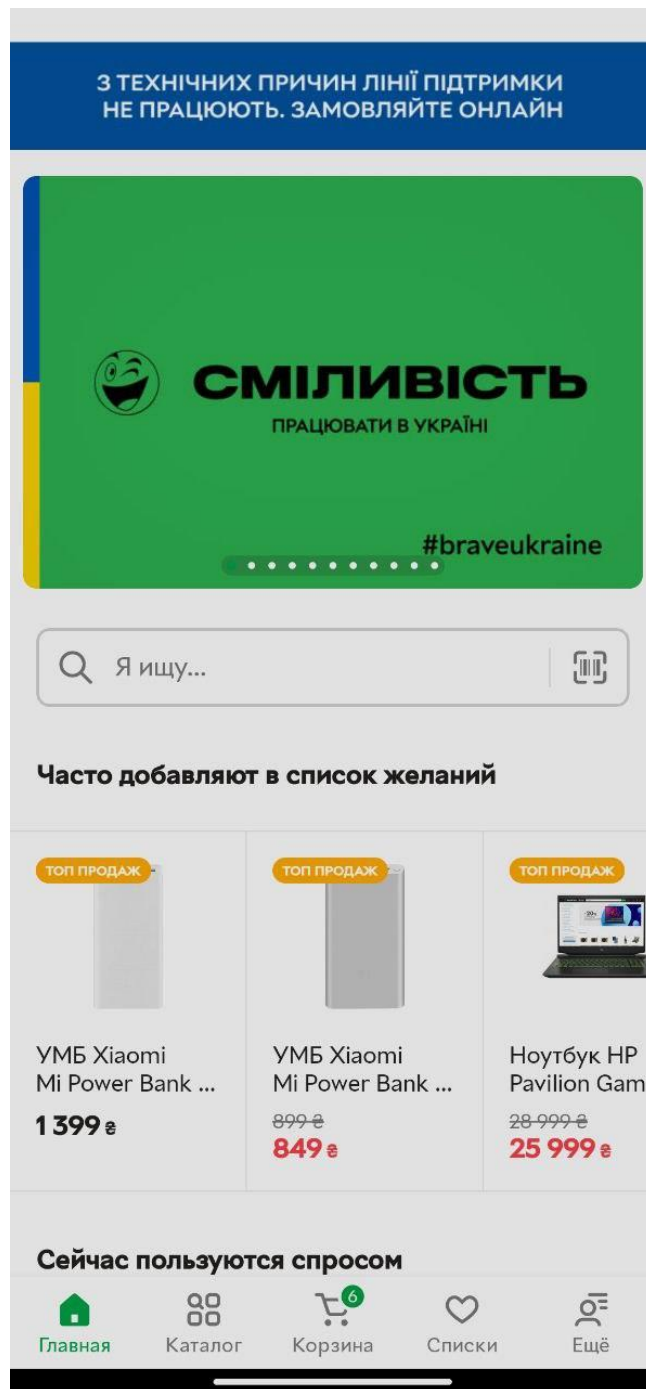 З ТЕХНІЧНИХ ПРИЧИН ЛІНІЇ ПІДТРИМКИ
НЕ ПРАЦЮЮТЬ. ЗАМОВЛЯЙТЕ ОНЛАЙН
СМІЛИВІСТЬ
ПРАЦЮВАТИ В УКРАЇНІ
#braveukraine
Я ищу...
Часто добавляют в список желаний
ТОП ПРОДАЖ
ТОП ПРОДАЖ
ТОП ПРОДАЖ
УМБ Xiaomi
Mi Power Bank ...
1 399 ₴
УМБ Xiaomi
Mi Power Bank ...
899 ₴
849 ₴
Ноутбук HP
Pavilion Gam
28 999 ₴
25 999 ₴
Сейчас пользуются спросом
6
Главная
Каталог
Корзина
Списки
Ещё